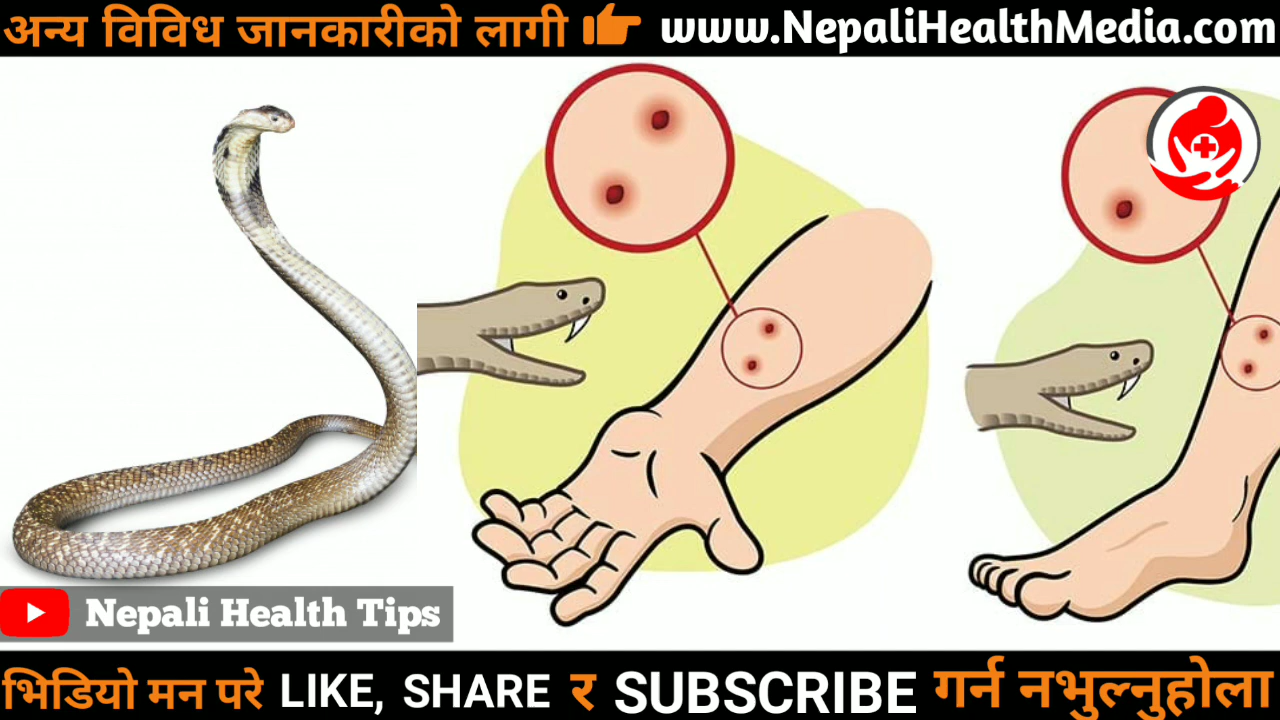 अन्य विविध जानकारीको लागी www.NepaliHealthMedia.com
Nepali Health Tips
भिडियो मन परे LIKE, SHARE र SUBSCRIBE गर्न नभुल्नुहोला